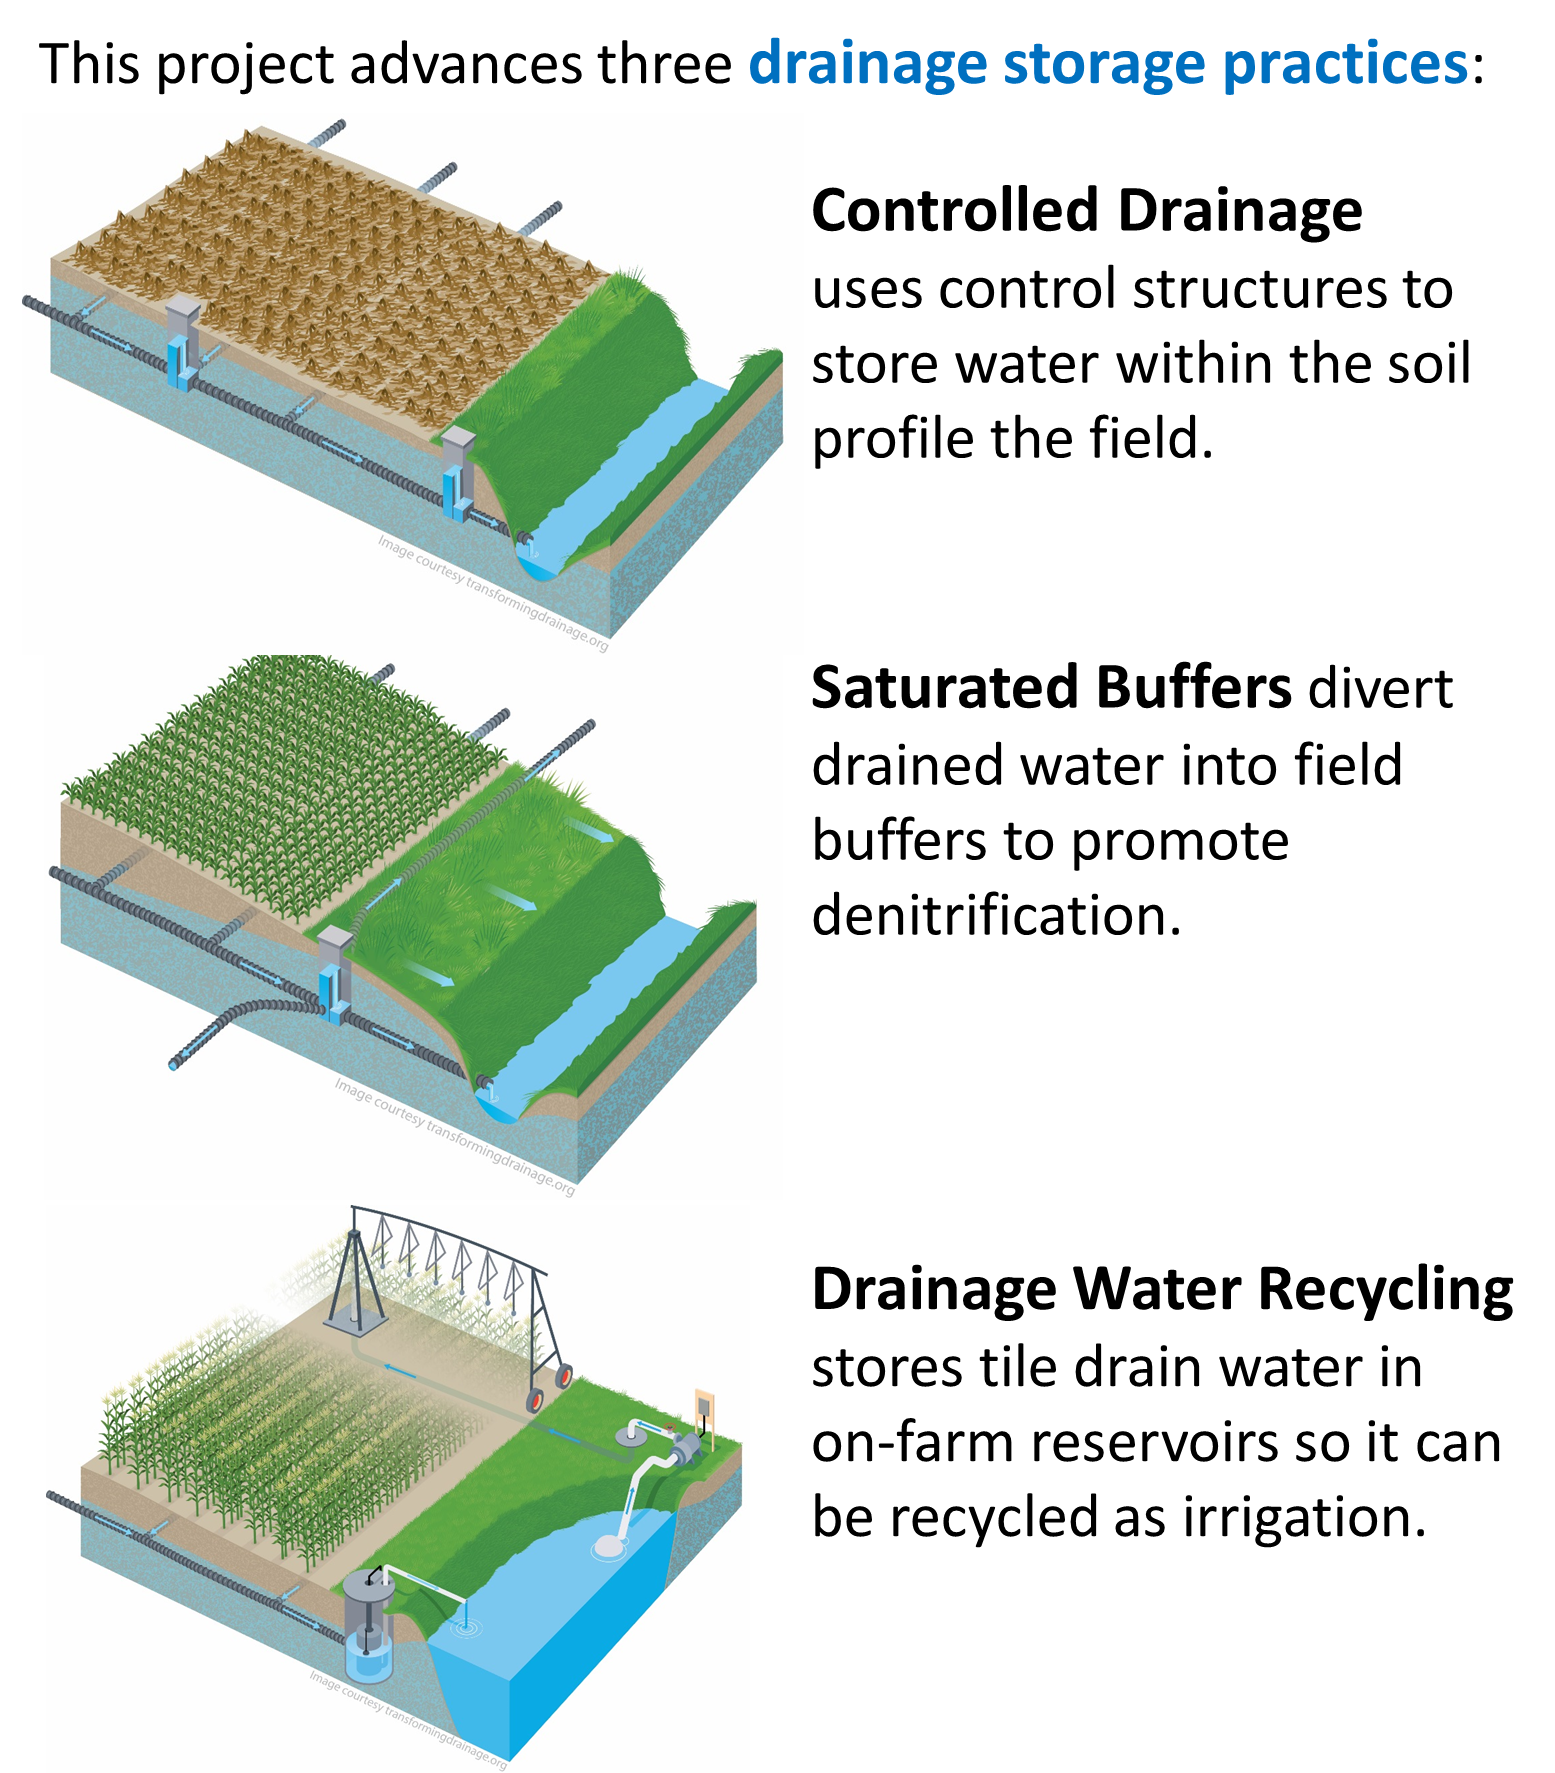 This project advances three drainage storage practices:
Controlled Drainage
uses control structures to
store water within the soil
profile the field.
Image courtesy transformingdrainage.org
Saturated Buffers divert
drained water into field
buffers to promote
denitrification.
Image courtesy transformingdrainage.org
Drainage Water Recycling
stores tile drain water in
on-farm reservoirs so it can
be recycled as irrigation.
Image courtesy transformingdrainage.org